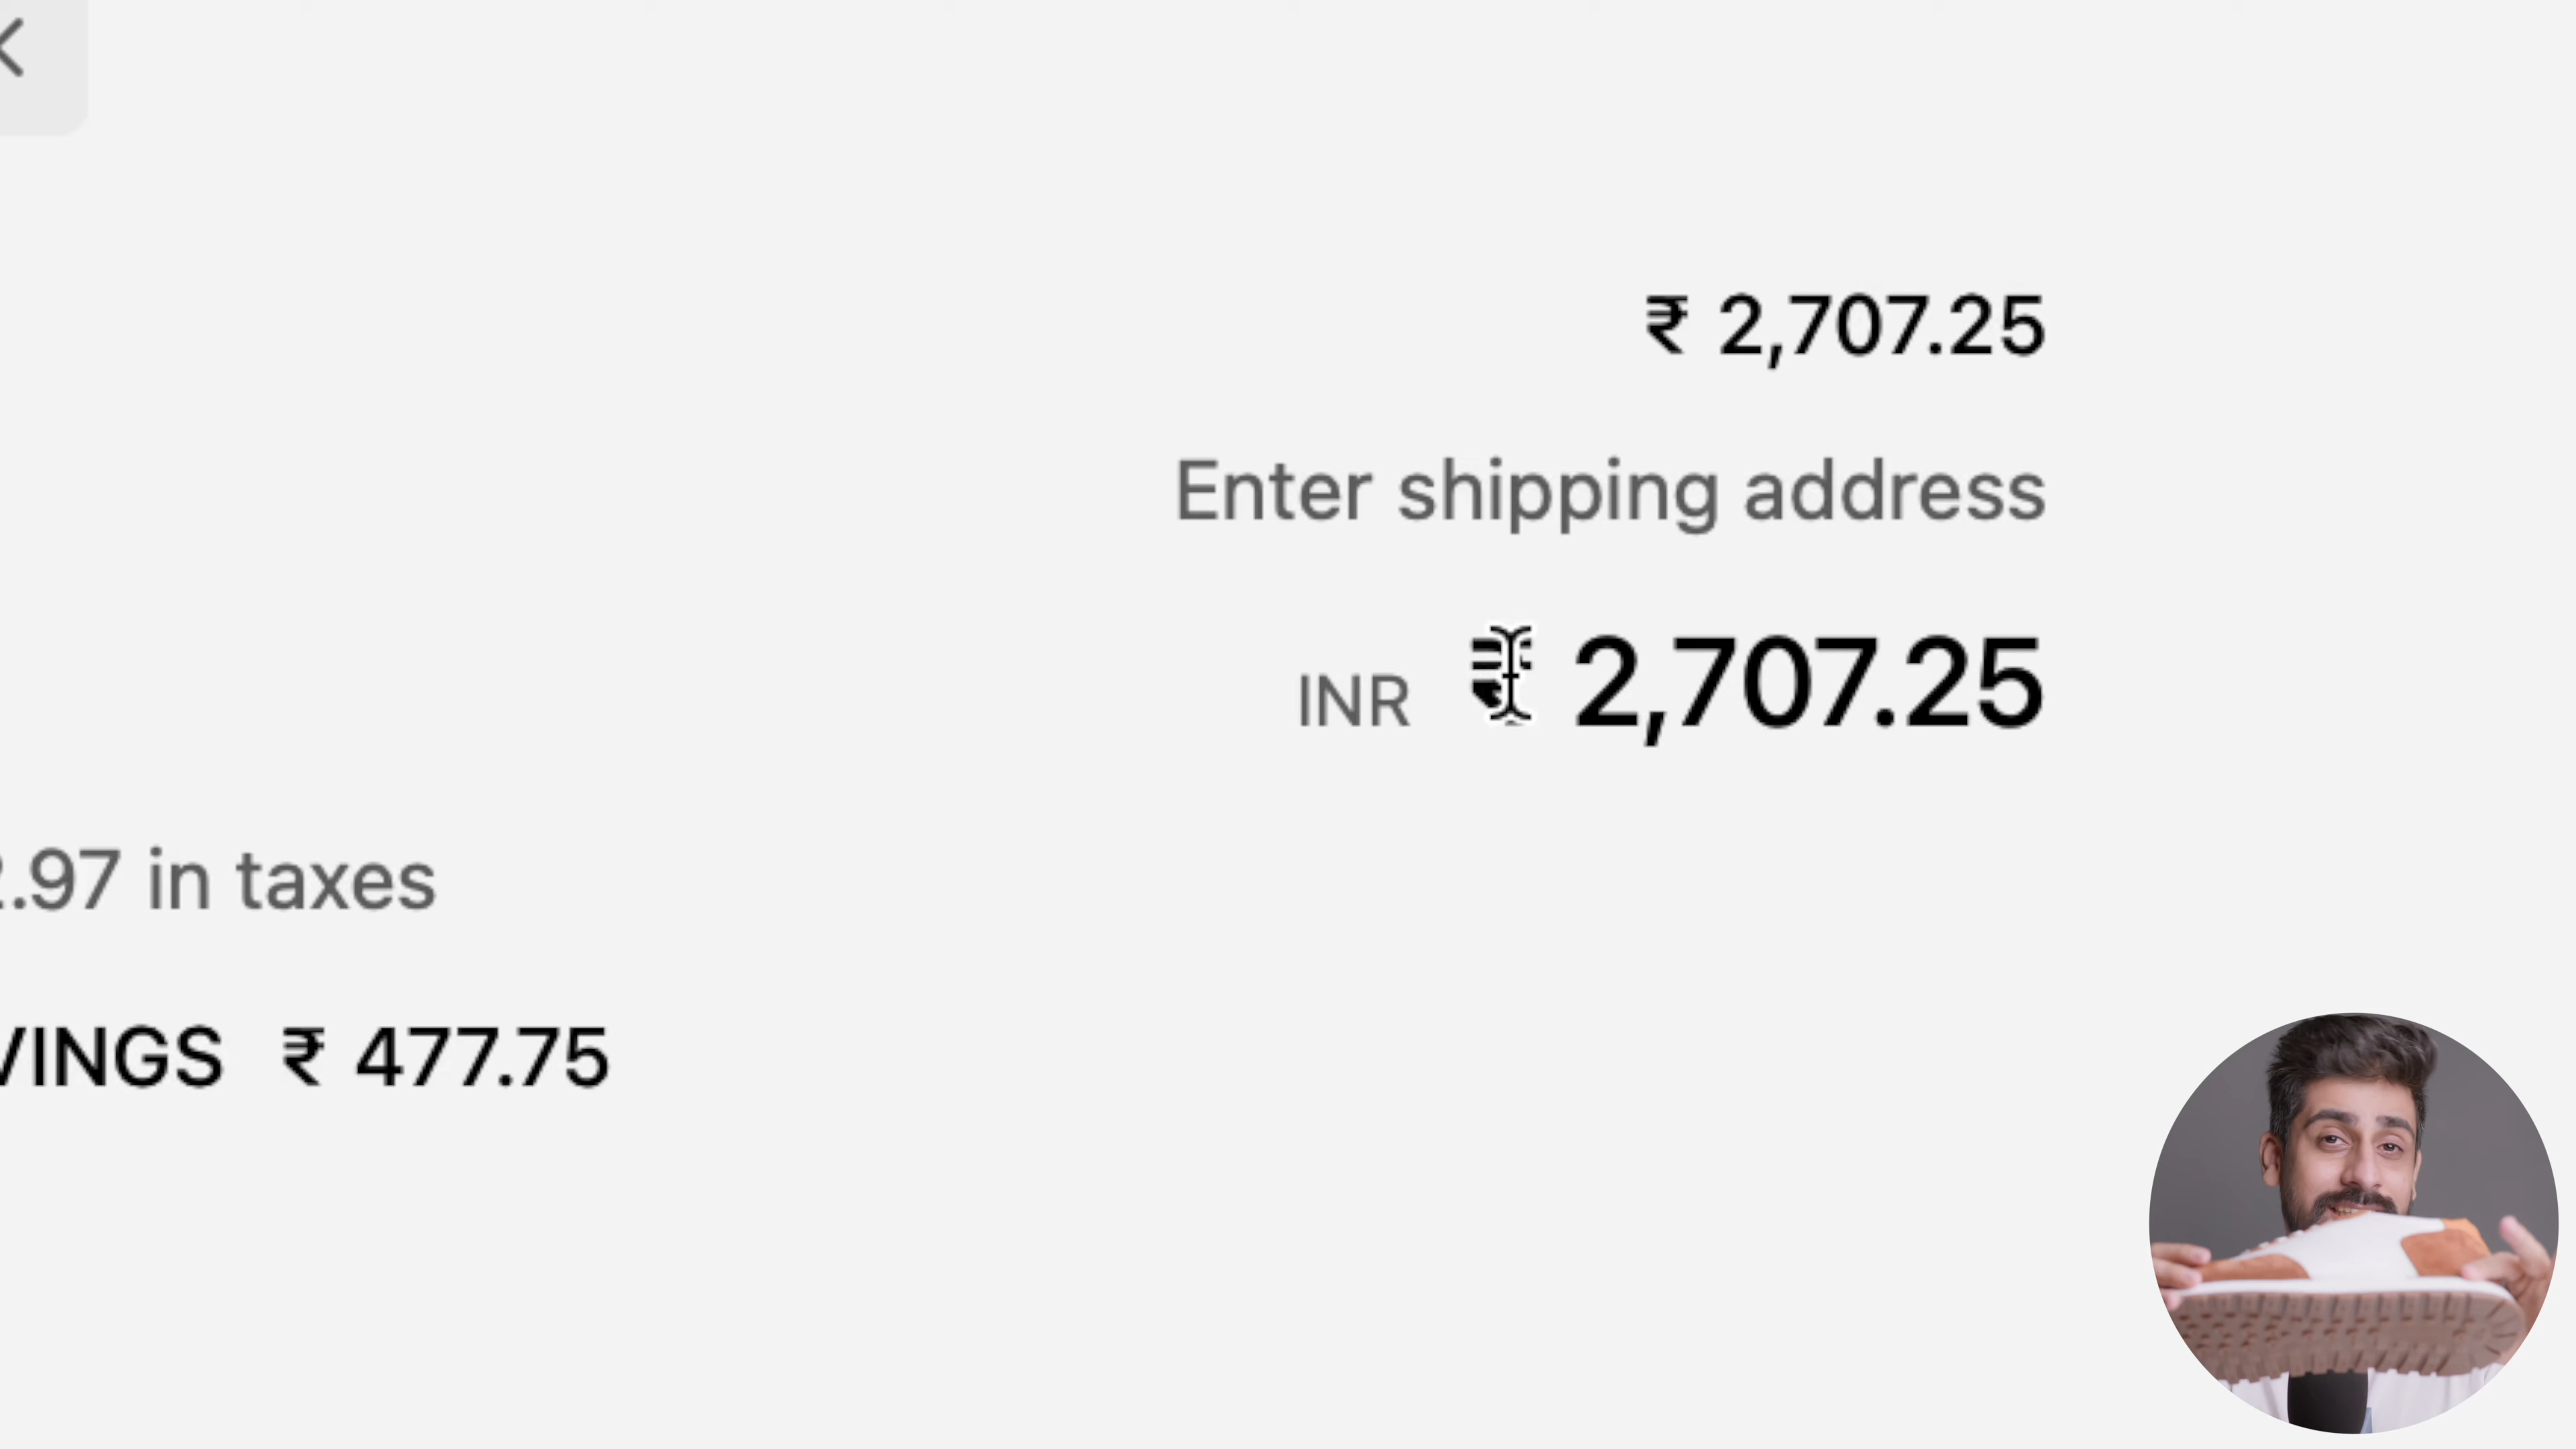 ₹ 2,707.25
Enter shipping address
INR ₹ 2,707.25
.97 in taxes
VINGS ₹ 477.75